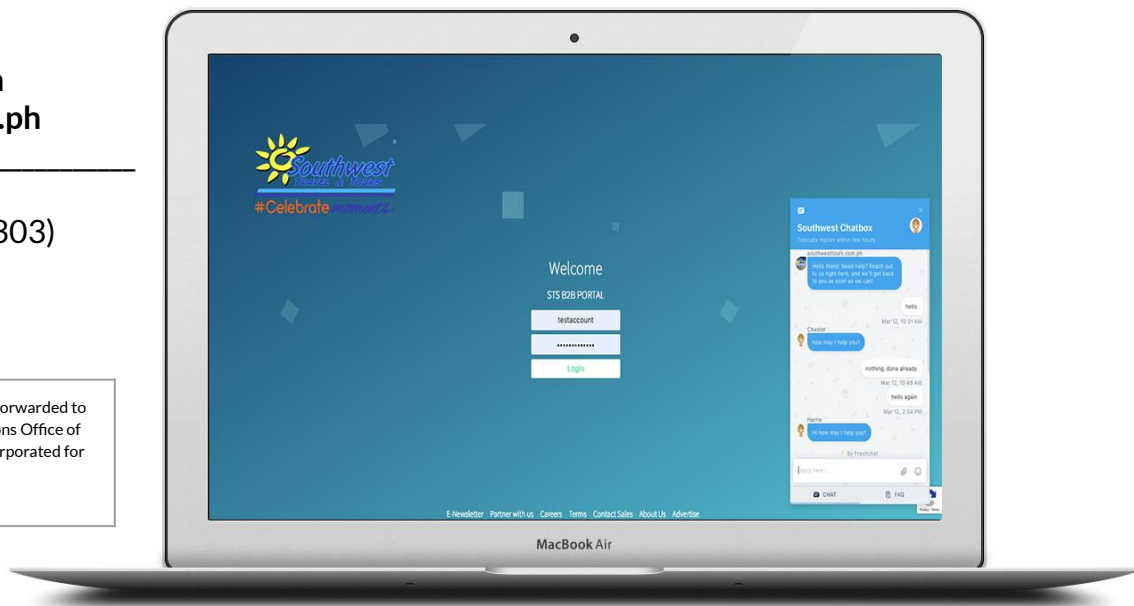 .ph
303)
orwarded to
ons Office of
rporated for
Southwest
TRAVEL & TOURS
#Celebrate moments.
Welcome
STS B2B PORTAL
testaccount
Login
E-Newsletter Partner with us Careers Terms Contact Sales About Us Advertise
Southwest Chatbox
Typically replies within few hours
southwesttours.com.ph
Hello there! Need help? Reach out
to us right here, and we'll get back
to you as soon as we can!
hello
Mar 12, 10:31 AM
Chester
how may I help you?
nothing. done already
Mar 12, 10:48 AM
hello again
Mar 12, 2:54 PM
Harrie
Hi how may I help you?
By Freshchat
Reply here...
CHAT FAQ
Privacy - Terms
MacBook Air